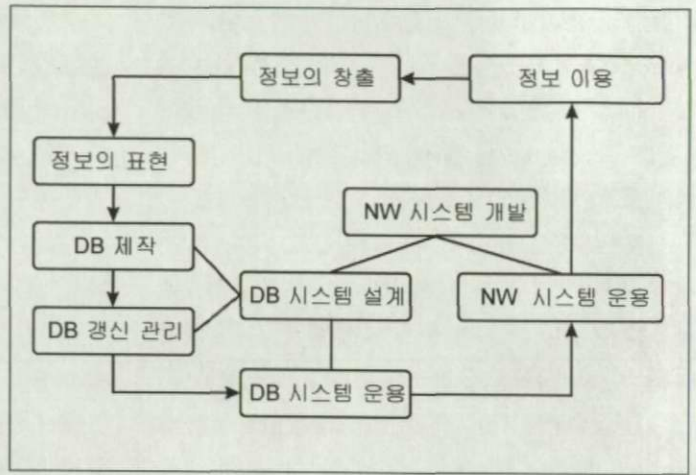 정보의 창출
정보 이용
정보의 표현
NW 시스템 개발
DB 제작
DB 시스템 설계
NW 시스템 운용
DB 갱신 관리
DB 시스템 운용